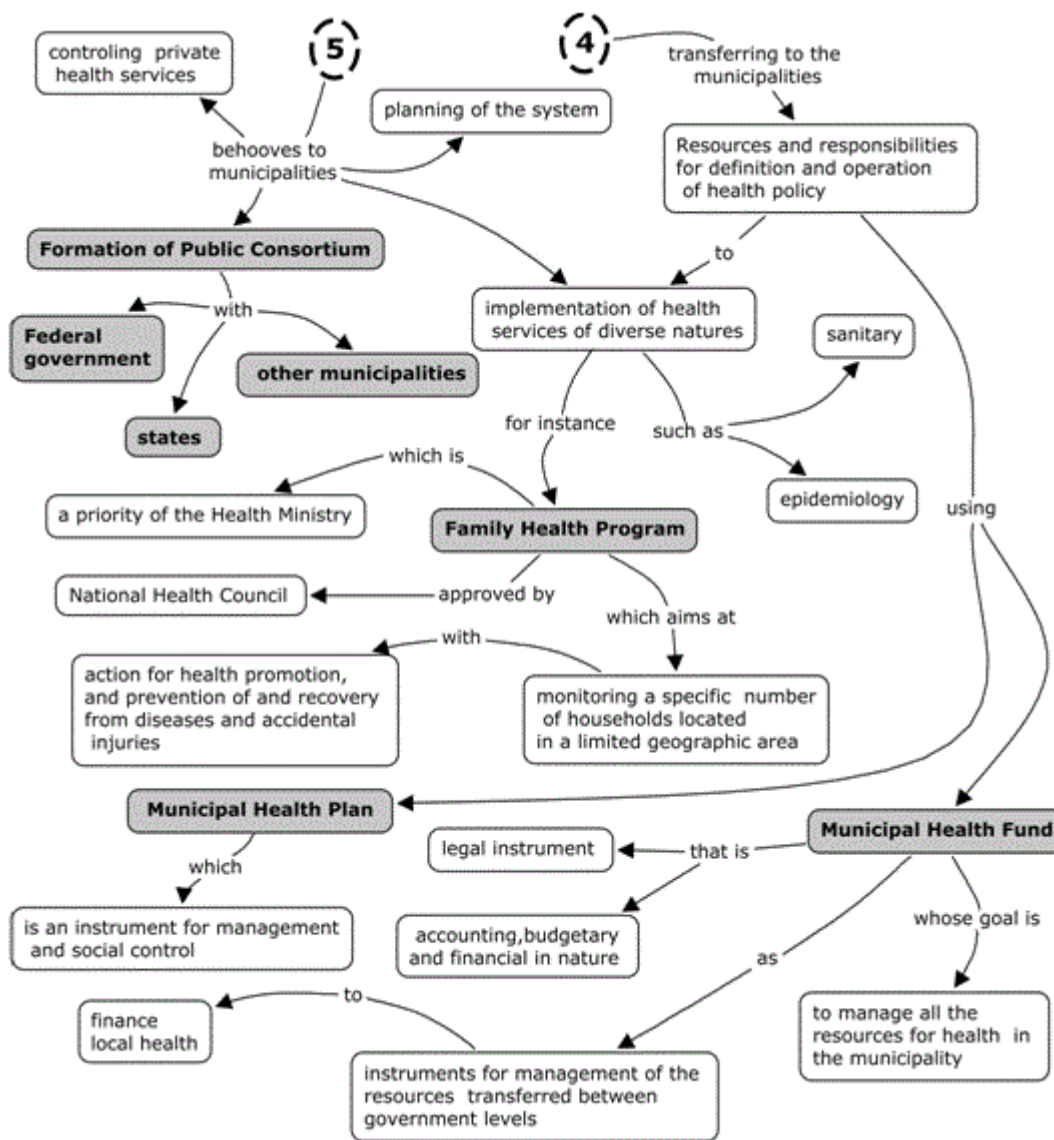 controling private
health services
5
4
transferring to the
municipalities
planning of the system
behooves to
municipalities
Resources and responsibilities
for definition and operation
of health policy
Formation of Public Consortium
to
with
implementation of health
services of diverse natures
Federal
government
other municipalities
sanitary
states
for instance
such as
which is
epidemiology
a priority of the Health Ministry
using
Family Health Program
National Health Council
approved by
which aims at
with
action for health promotion,
and prevention of and recovery
from diseases and accidental
injuries
monitoring a specific number
of households located
in a limited geographic area
Municipal Health Plan
Municipal Health Fund
legal instrument
that is
which
is an instrument for management
and social control
accounting,budgetary
and financial in nature
whose goal is
as
to
finance
local health
to manage all the
resources for health in
the municipality
instruments for management of the
resources transferred between
government levels